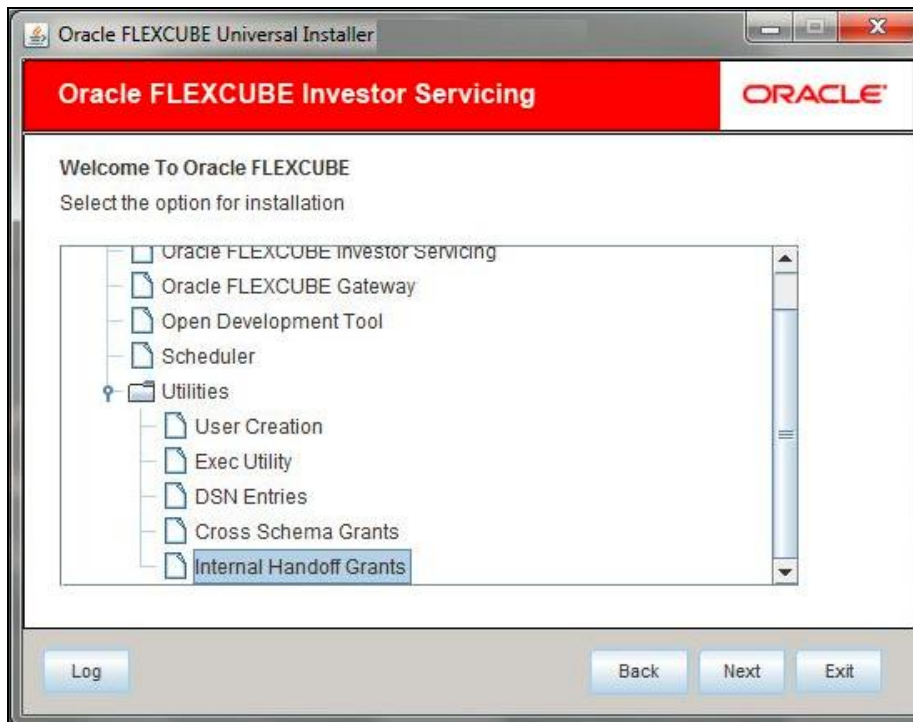 Oracle FLEXCUBE Universal Installer
Oracle FLEXCUBE Investor Servicing
ORACLE
Welcome To Oracle FLEXCUBE
Select the option for installation
Oracle FLEXCUBE Investor Servicing
Oracle FLEXCUBE Gateway
Open Development Tool
Scheduler
Utilities
User Creation
Exec Utility
DSN Entries
Cross Schema Grants
Internal Handoff Grants
Log Back Next Exit